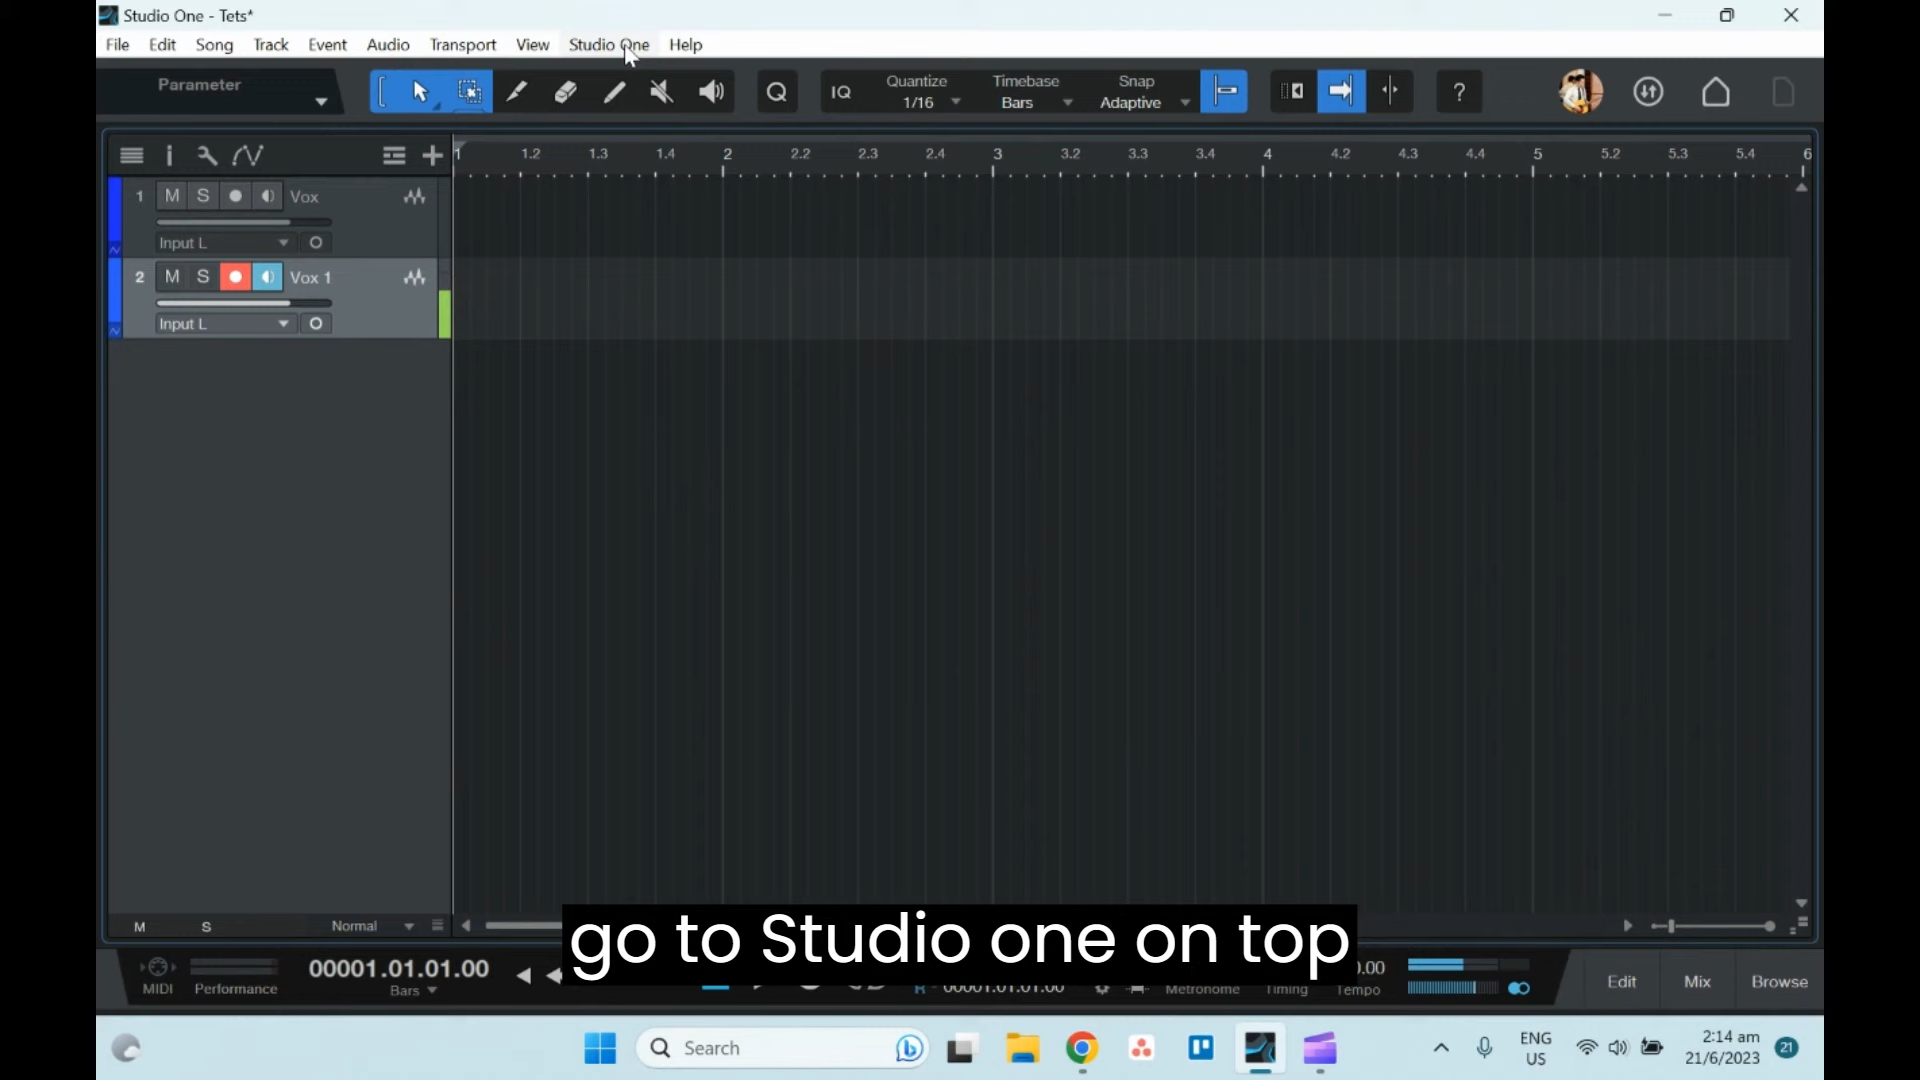 Studio One - Tets*
File Edit Song Track Event Audio Transport View Studio One Help
Parameter
Q
IQ
Quantize
1/16
Timebase
Bars
Snap
Adaptive
?
i
1 1.2 1.3 1.4 2 2.2 2.3 2.4 3 3.2 3.3 3.4 4 4.2 4.3 4.4 5 5.2 5.3 5.4 6
1 M S Vox
Input L
2 M S Vox 1
Input L
M S Normal
go to Studio one on top
MIDI
Performance
00001.01.01.00
Bars
Metronome
Timing
Tempo
Edit
Mix
Browse
Search
ENG
US
2:14 am
21/6/2023
21